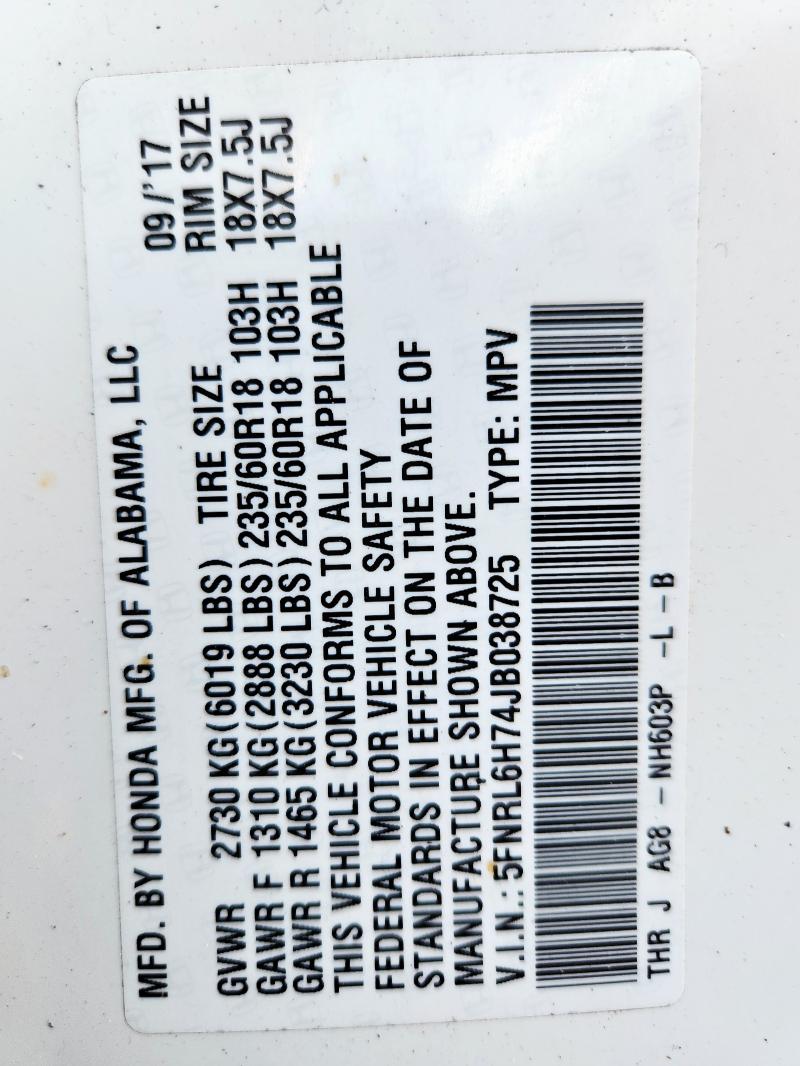 MFD. BY HONDA MFG. OF ALABAMA, LLC 09/'17
GVWR 2730 KG(6019 LBS) TIRE SIZE RIM SIZE
GAWR F 1310 KG(2888 LBS) 235/60R18 103H 18X7.5J
GAWR R 1465 KG(3230 LBS) 235/60R18 103H 18X7.5J
THIS VEHICLE CONFORMS TO ALL APPLICABLE
FEDERAL MOTOR VEHICLE SAFETY
STANDARDS IN EFFECT ON THE DATE OF
MANUFACTURE SHOWN ABOVE.
V.I.N.: 5FNRL6H74JB038725 TYPE: MPV
THR J AG8 - NH603P -L - B